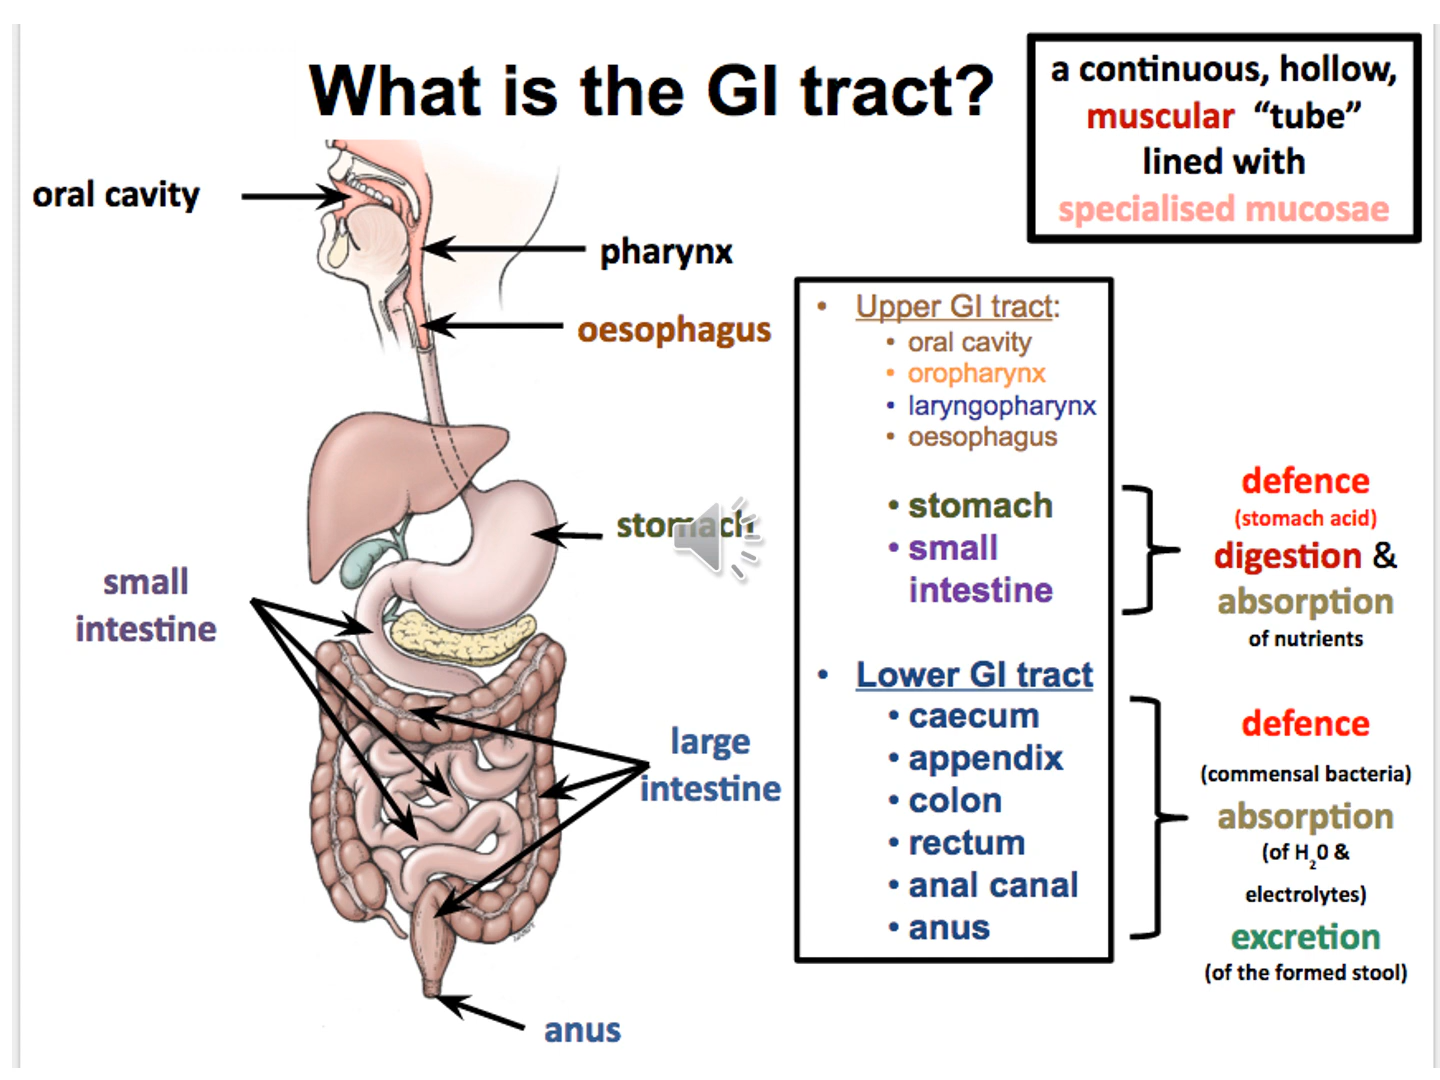 What is the GI tract?
a continuous, hollow,
muscular “tube”
lined with
specialised mucosae
oral cavity
pharynx
oesophagus
stomach
small
intestine
large
intestine
anus
• Upper GI tract:
• oral cavity
• oropharynx
• laryngopharynx
• oesophagus
• stomach
• small
intestine
• Lower GI tract
• caecum
• appendix
• colon
• rectum
• anal canal
• anus
defence
(stomach acid)
digestion &
absorption
of nutrients
defence
(commensal bacteria)
absorption
(of H₂0 &
electrolytes)
excretion
(of the formed stool)